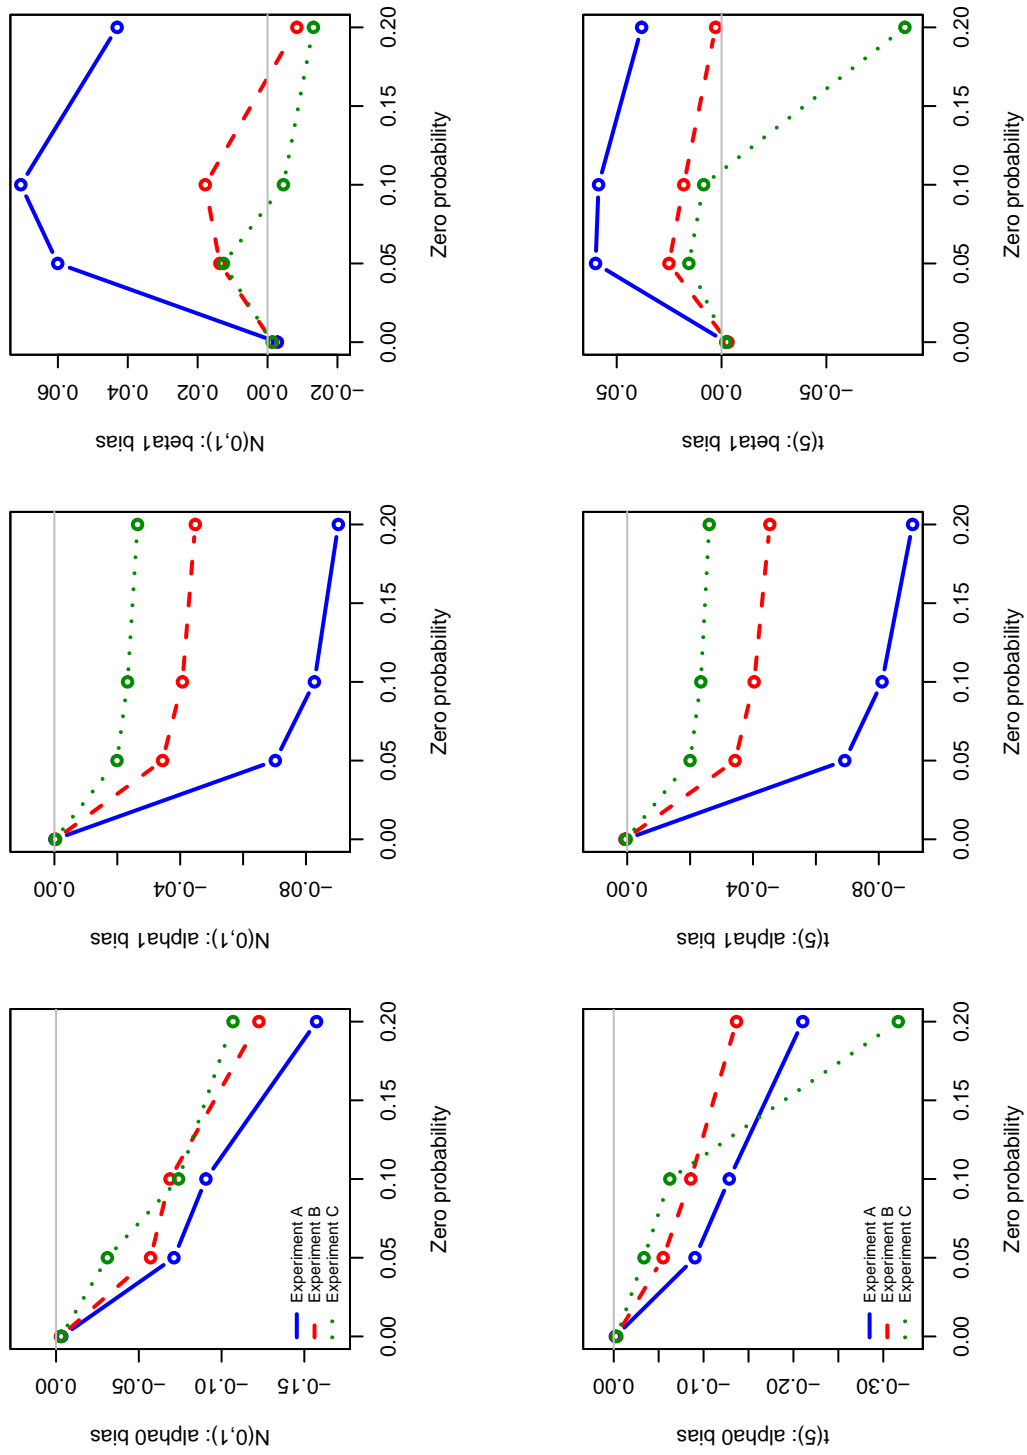 N(0,1): alpha0 bias
0.00
−0.05
−0.10
−0.15
Experiment A
Experiment B
Experiment C
0.00 0.05 0.10 0.15 0.20
Zero probability
N(0,1): alpha1 bias
0.00
−0.04
−0.08
0.00 0.05 0.10 0.15 0.20
Zero probability
N(0,1): beta1 bias
0.06
0.04
0.02
0.00
−0.02
0.00 0.05 0.10 0.15 0.20
Zero probability
t(5): alpha0 bias
0.00
−0.10
−0.20
−0.30
Experiment A
Experiment B
Experiment C
0.00 0.05 0.10 0.15 0.20
Zero probability
t(5): alpha1 bias
0.00
−0.04
−0.08
0.00 0.05 0.10 0.15 0.20
Zero probability
t(5): beta1 bias
0.05
0.00
−0.05
0.00 0.05 0.10 0.15 0.20
Zero probability